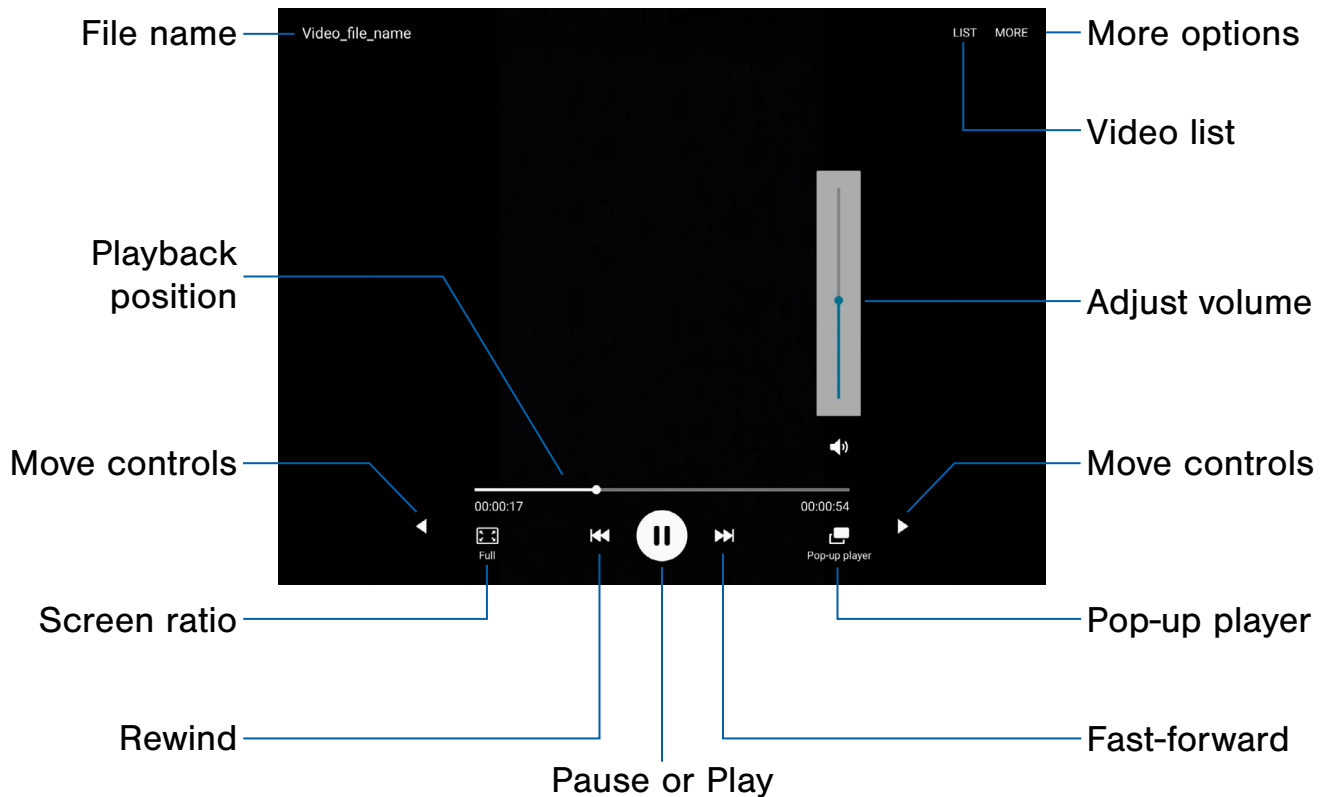 File name
Video_file_name
LIST
MORE
More options
Video list
Playback
position
Adjust volume
Move controls
Move controls
00:00:17
00:00:54
Full
Pop-up player
Screen ratio
Pop-up player
Rewind
Fast-forward
Pause or Play